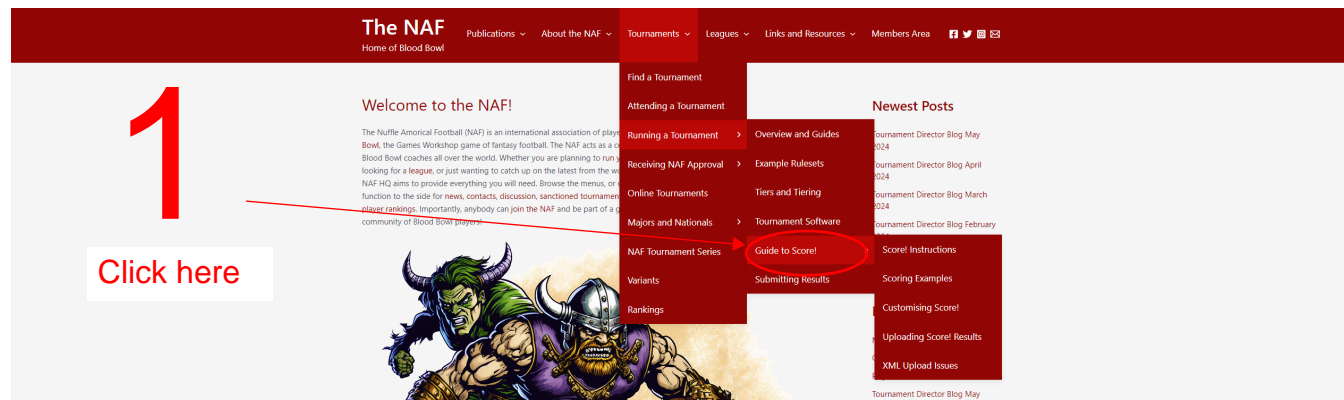 The NAF
Home of Blood Bowl
Publications
About the NAF
Tournaments
Leagues
Links and Resources
Members Area
1
Click here
Welcome to the NAF!
The Nuffle Amorical Football (NAF) is an international association of
Bowl, the Games Workshop game of fantasy football. The NAF acts as a
Blood Bowl coaches all over the world. Whether you are planning to run
looking for a league, or just wanting to catch up on the latest from the
NAF HQ aims to provide everything you will need. Browse the menus, or
function to the side for news, contacts, discussion, sanctioned
player rankings. Importantly, anybody can join the NAF and be part of a
community of Blood Bowl players!
Find a Tournament
Attending a Tournament
Running a Tournament
Receiving NAF Approval
Online Tournaments
Majors and Nationals
NAF Tournament Series
Variants
Rankings
Overview and Guides
Example Rulesets
Tiers and Tiering
Tournament Software
Guide to Score!
Submitting Results
Score! Instructions
Scoring Examples
Customising Score!
Uploading Score! Results
XML Upload Issues
Newest Posts
Tournament Director Blog May
2024
Tournament Director Blog April
2024
Tournament Director Blog March
2024
Tournament Director Blog February
Tournament Director Blog May